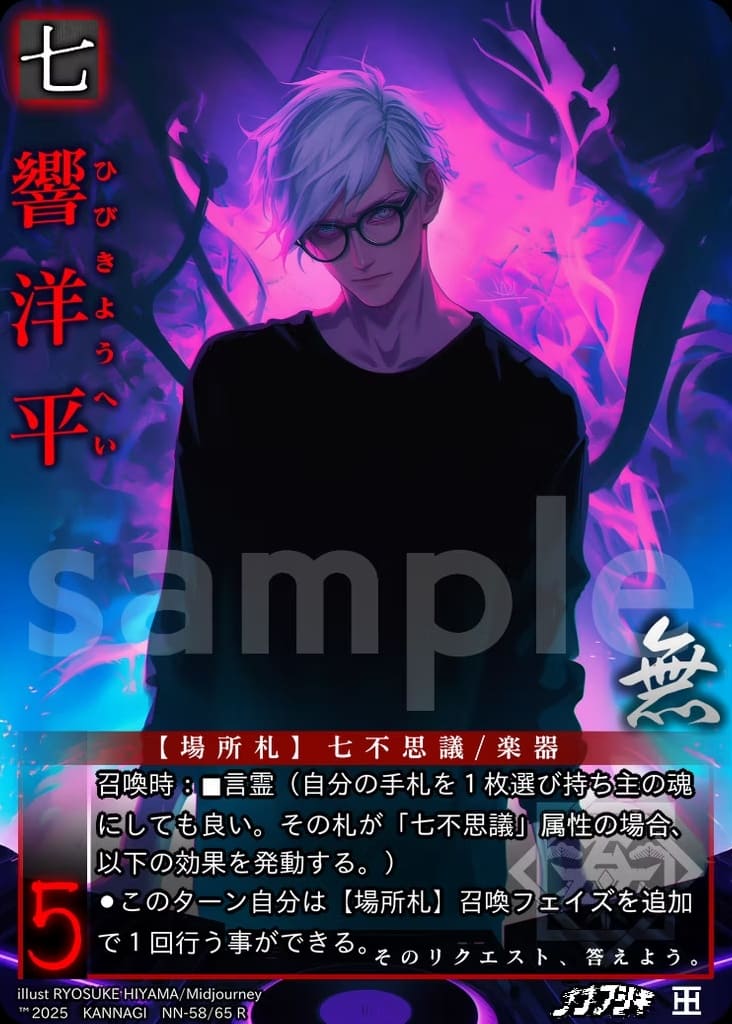 七
響洋平
ひびきようへい
sample
無
【場所札】七不思議/楽器
召喚時：■言霊（自分の手札を１枚選び持ち主の魂
にしても良い。その札が「七不思議」属性の場合、
以下の効果を発動する。）
●このターン自分は【場所札】召喚フェイズを追加
で１回行う事ができる。
そのリクエスト、答えよう。
5
illust RYOSUKE HIYAMA/Midjourney
™2025 KANNAGI NN-58/65 R